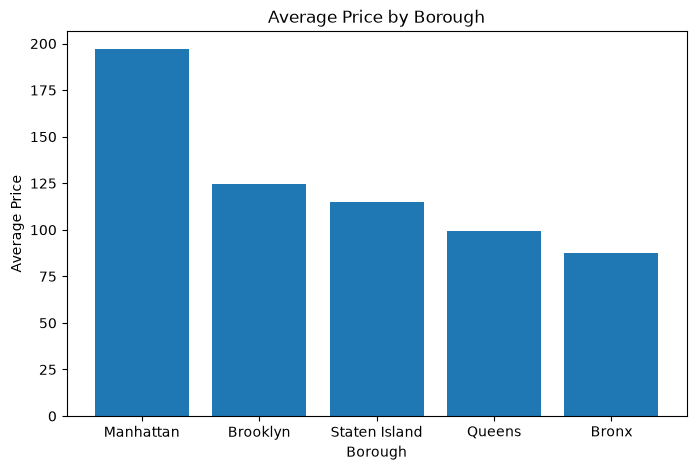 Average Price by Borough
Average Price
200
175
150
125
100
75
50
25
0
Manhattan Brooklyn Staten Island Queens Bronx
Borough